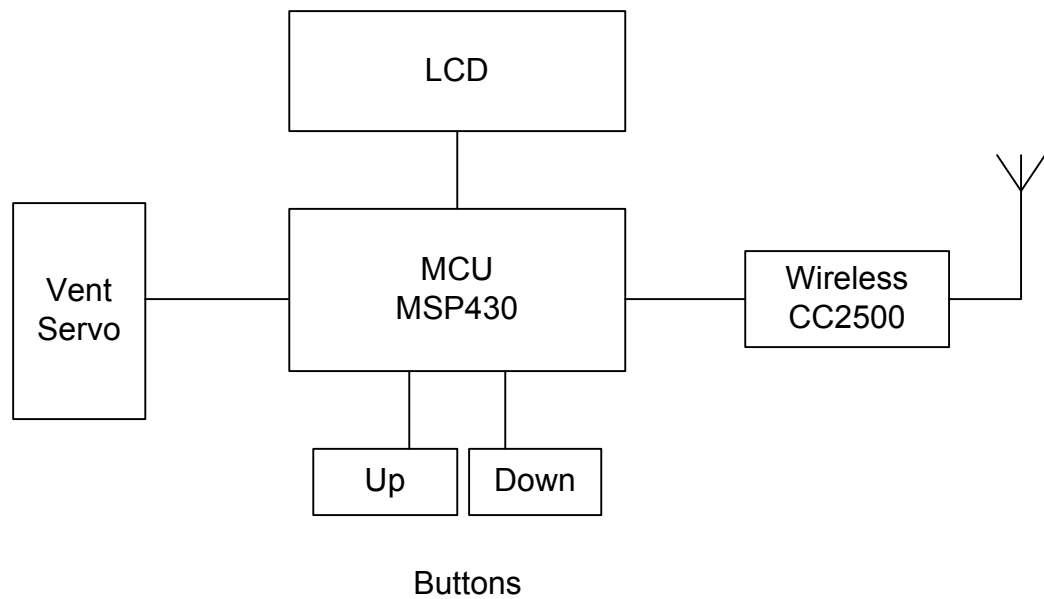 LCD
Vent
Servo
MCU
MSP430
Wireless
CC2500
Up
Down
Buttons